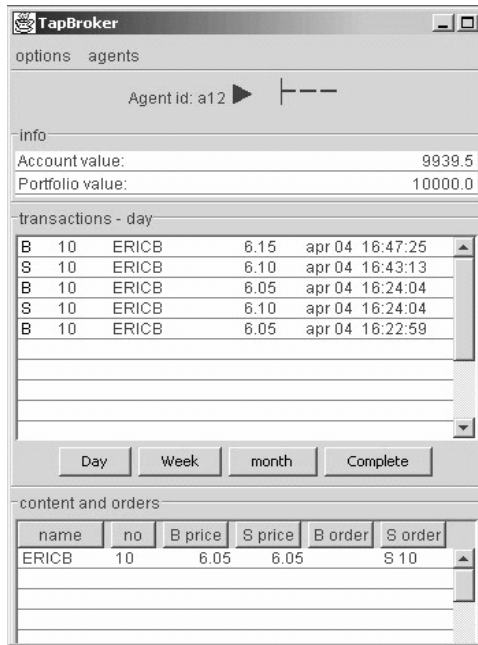 TapBroker
options agents
Agent id: a12
info
Account value: 9939.5
Portfolio value: 10000.0
transactions - day
B 10 ERICB 6.15 apr 04 16:47:25
S 10 ERICB 6.10 apr 04 16:43:13
B 10 ERICB 6.05 apr 04 16:24:04
S 10 ERICB 6.10 apr 04 16:24:04
B 10 ERICB 6.05 apr 04 16:22:59
Day Week month Complete
content and orders
name no B price S price B order S order
ERICB 10 6.05 6.05 S 10